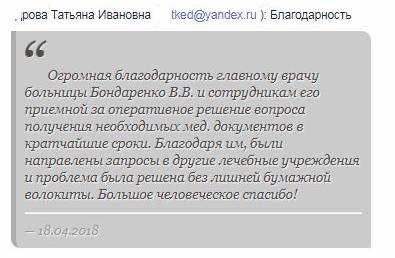 Татьяна Ивановна tked@yandex.ru ): Благодарность
“
Огромная благодарность главному врачу
больницы Бондаренко В.В. и сотрудникам его
приемной за оперативное решение вопроса
получения необходимых мед. документов в
кратчайшие сроки. Благодаря им, были
направлены запросы в другие лечебные учреждения
и проблема была решена без лишней бумажной
волокиты. Большое человеческое спасибо!
— 18.04.2018